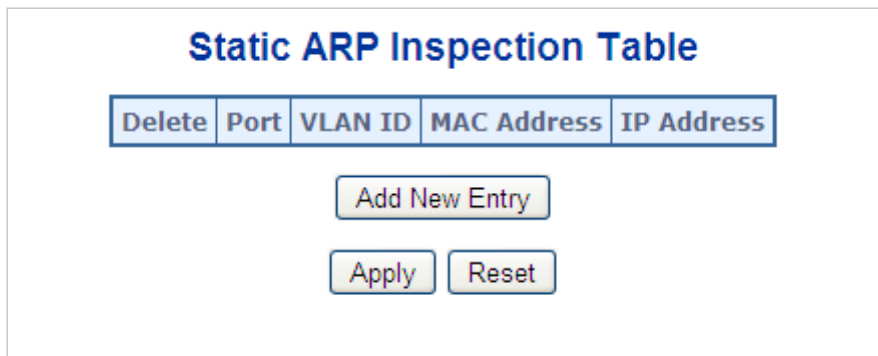 Static ARP Inspection Table
Delete Port VLAN ID MAC Address IP Address
Add New Entry
Apply Reset